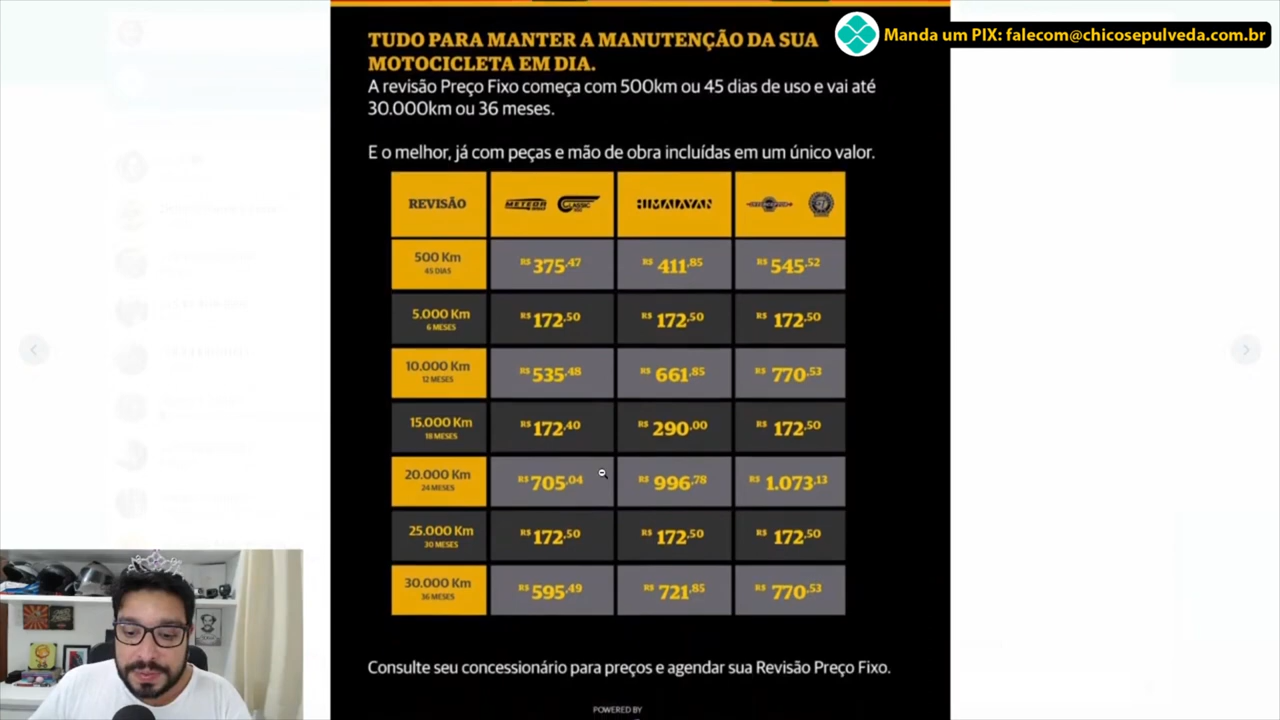 Manda um PIX: falecom@chicosepulveda.com.br
TUDO PARA MANTER A MANUTENÇÃO DA SUA
MOTOCICLETA EM DIA.
A revisão Preço Fixo começa com 500km ou 45 dias de uso e vai até
30.000km ou 36 meses.
E o melhor, já com peças e mão de obra incluídas em um único valor.
REVISÃO METEOR 350 CLASSIC HIMALAYAN
500 Km R$ 375,47 R$ 411,85 R$ 545,52
45 DIAS
5.000 Km R$ 172,50 R$ 172,50 R$ 172,50
6 MESES
10.000 Km R$ 535,48 R$ 661,85 R$ 770,53
12 MESES
15.000 Km R$ 172,40 R$ 290,00 R$ 172,50
18 MESES
20.000 Km R$ 705,04 R$ 996,78 R$ 1.073,13
24 MESES
25.000 Km R$ 172,50 R$ 172,50 R$ 172,50
30 MESES
30.000 Km R$ 595,49 R$ 721,85 R$ 770,53
36 MESES
Consulte seu concessionário para preços e agendar sua Revisão Preço Fixo.
POWERED BY